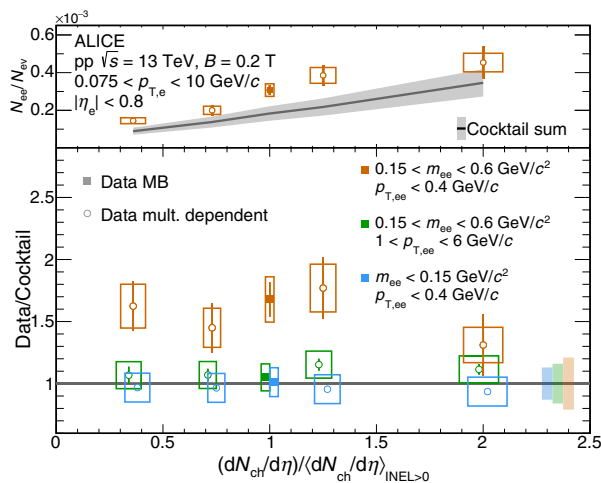 ×10⁻³
ALICE
pp √s = 13 TeV, B = 0.2 T
0.075 < p_T,e < 10 GeV/c
|η_e| < 0.8
Cocktail sum
N_ee/N_ev
0.6
0.4
0.2
Data MB
Data mult. dependent
0.15 < m_ee < 0.6 GeV/c²
p_T,ee < 0.4 GeV/c
0.15 < m_ee < 0.6 GeV/c²
1 < p_T,ee < 6 GeV/c
m_ee < 0.15 GeV/c²
p_T,ee < 0.4 GeV/c
Data/Cocktail
2.5
2
1.5
1
0 0.5 1 1.5 2 2.5
(dN_ch/dη)/⟨dN_ch/dη⟩_INEL>0